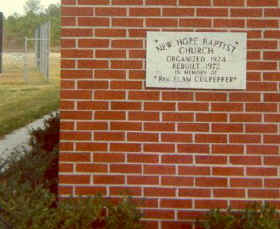 "NEW HOPE BAPTIST"
CHURCH
ORGANIZED 1924
REBUILT 1972
IN MEMORY OF
"REV. ELAM CULPEPPER"